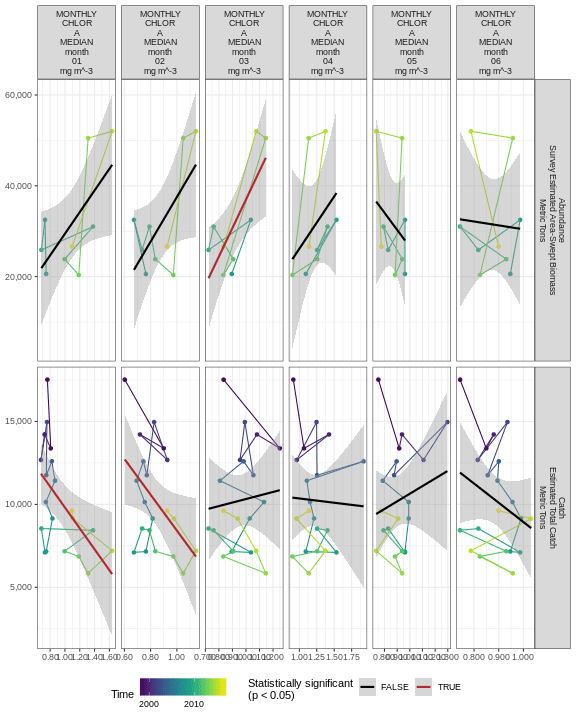 MONTHLY
CHLOR
A
MEDIAN
month
01
mg m^-3
MONTHLY
CHLOR
A
MEDIAN
month
02
mg m^-3
MONTHLY
CHLOR
A
MEDIAN
month
03
mg m^-3
MONTHLY
CHLOR
A
MEDIAN
month
04
mg m^-3
MONTHLY
CHLOR
A
MEDIAN
month
05
mg m^-3
MONTHLY
CHLOR
A
MEDIAN
month
06
mg m^-3
60,000
40,000
20,000
Abundance
Survey Estimated Area-Swept Biomass
Metric Tons
15,000
10,000
5,000
Catch
Estimated Total Catch
Metric Tons
0.80 1.00 1.20 1.40 1.60
0.60 0.80 1.00
1.00 1.25 1.50 1.75
0.800 0.900 1.000
Time
2000 2010
Statistically significant
(p < 0.05)
FALSE
TRUE